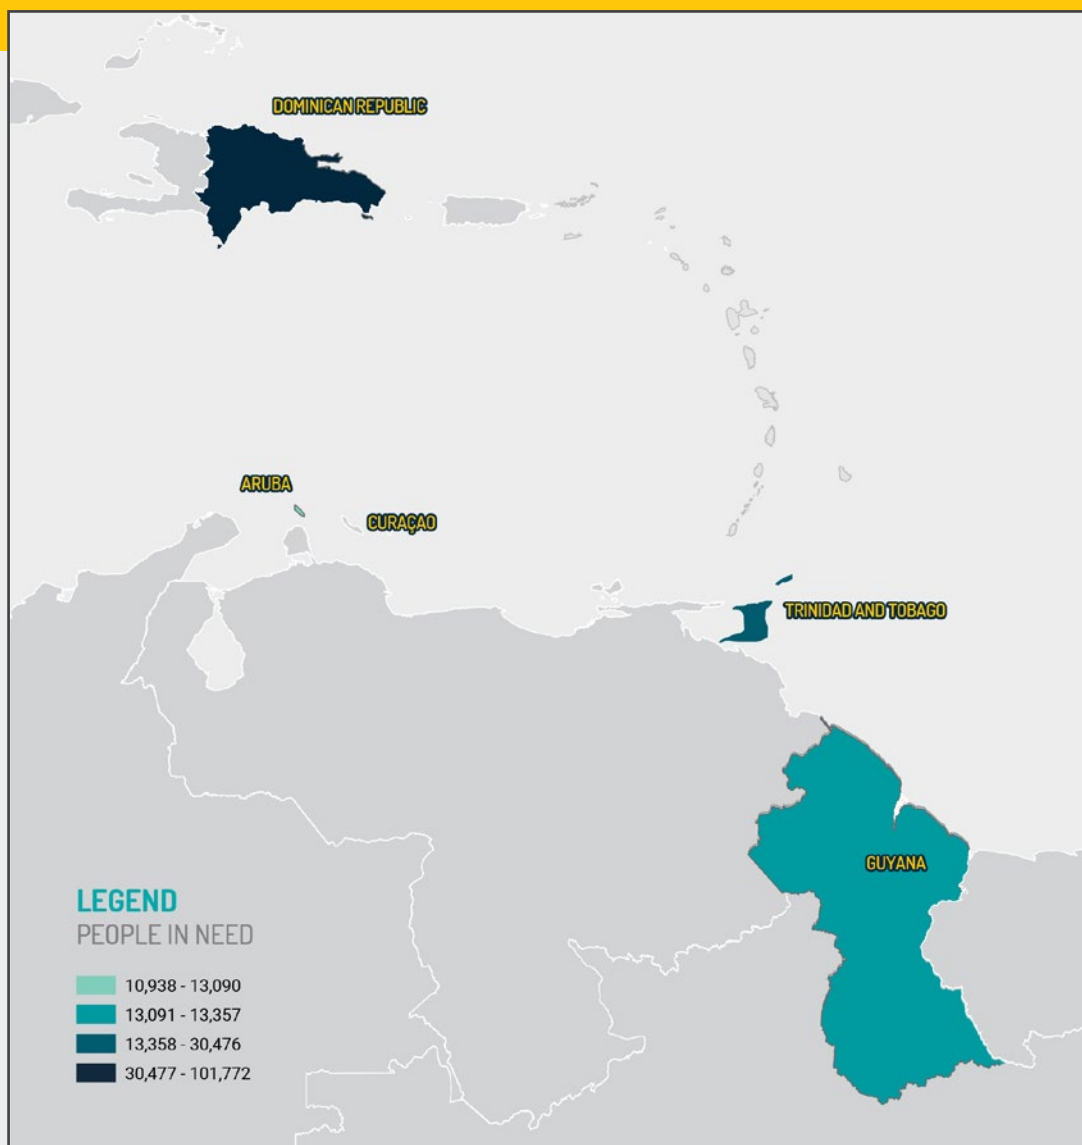 DOMINICAN REPUBLIC
ARUBA
CURAÇAO
TRINIDAD AND TOBAGO
GUYANA
LEGEND
PEOPLE IN NEED
10,938 - 13,090
13,091 - 13,357
13,358 - 30,476
30,477 - 101,772